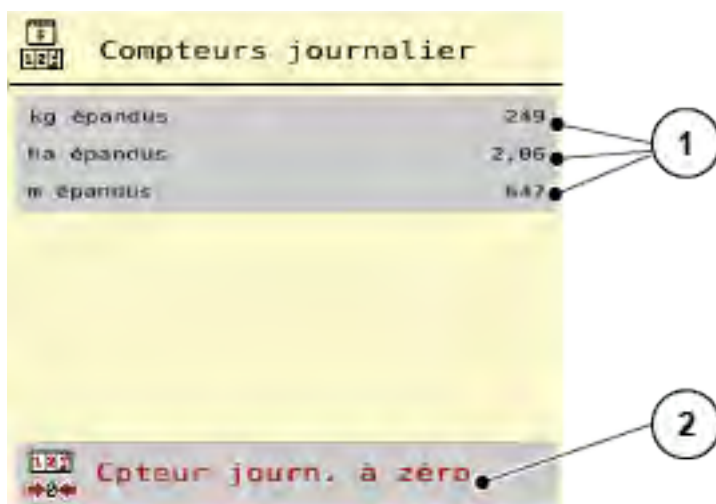 Compteurs journalier
kg épandus 249
ha épandus 2,06
m épandus 647
1
2
Cpteur journ. à zéro